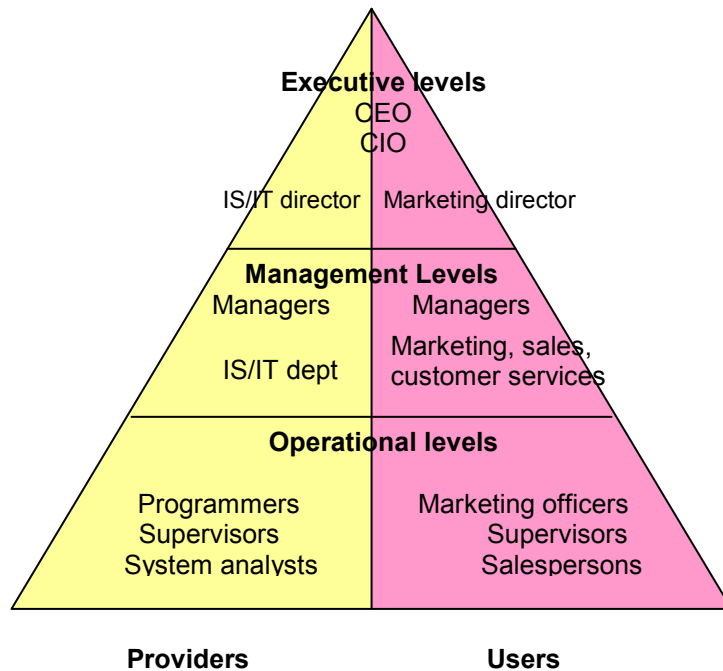 Executive levels
CEO
CIO
IS/IT director
Marketing director
Management Levels
Managers
Managers
IS/IT dept
Marketing, sales,
customer services
Operational levels
Programmers
Supervisors
System analysts
Marketing officers
Supervisors
Salespersons
Providers
Users